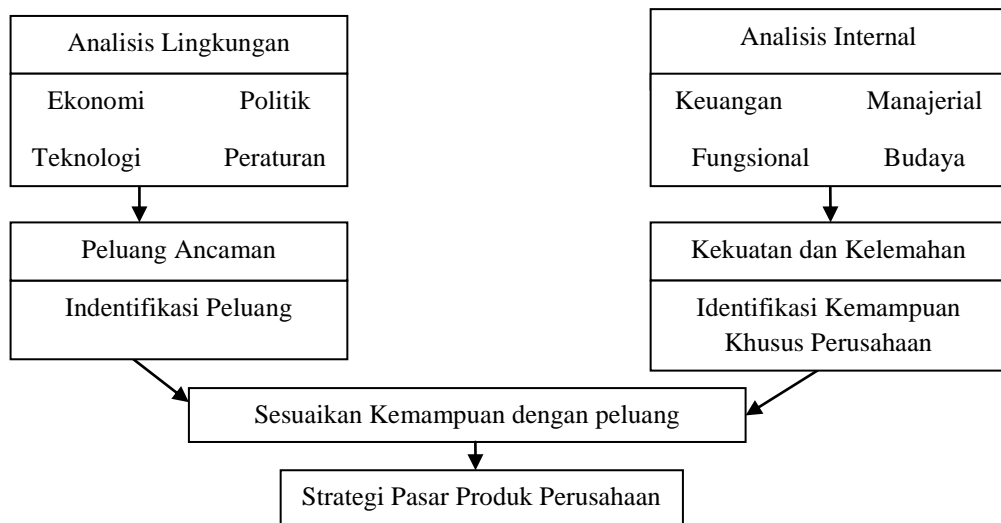 Analisis Lingkungan
Ekonomi Politik
Teknologi Peraturan
Peluang Ancaman
Indentifikasi Peluang
Analisis Internal
Keuangan Manajerial
Fungsional Budaya
Kekuatan dan Kelemahan
Identifikasi Kemampuan
Khusus Perusahaan
Sesuaikan Kemampuan dengan peluang
Strategi Pasar Produk Perusahaan